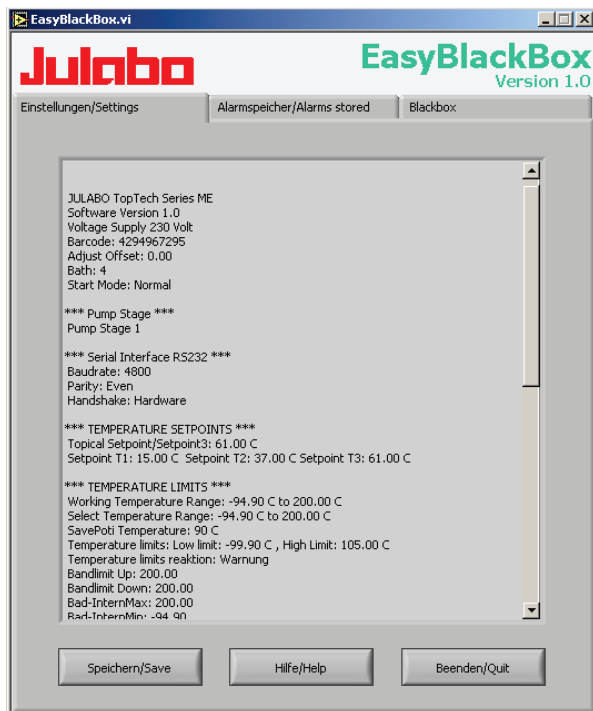 EasyBlackBox.vi
Julabo
EasyBlackBox
Version 1.0
Einstellungen/Settings
Alarmspeicher/Alarms stored
Blackbox
JULABO TopTech Series ME
Software Version 1.0
Voltage Supply 230 Volt
Barcode: 4294967295
Adjust Offset: 0.00
Bath: 4
Start Mode: Normal
*** Pump Stage ***
Pump Stage 1
*** Serial Interface RS232 ***
Baudrate: 4800
Parity: Even
Handshake: Hardware
*** TEMPERATURE SETPOINTS ***
Topical Setpoint/Setpoint3: 61.00 C
Setpoint T1: 15.00 C Setpoint T2: 37.00 C Setpoint T3: 61.00 C
*** TEMPERATURE LIMITS ***
Working Temperature Range: -94.90 C to 200.00 C
Select Temperature Range: -94.90 C to 200.00 C
SavePoti Temperature: 90 C
Temperature limits: Low limit: -99.90 C , High Limit: 105.00 C
Temperature limits reaktion: Warnung
Bandlimit Up: 200.00
Bandlimit Down: 200.00
Bad-InternMax: 200.00
Bad-InternMin: -94.90
Speichern/Save
Hilfe/Help
Beenden/Quit